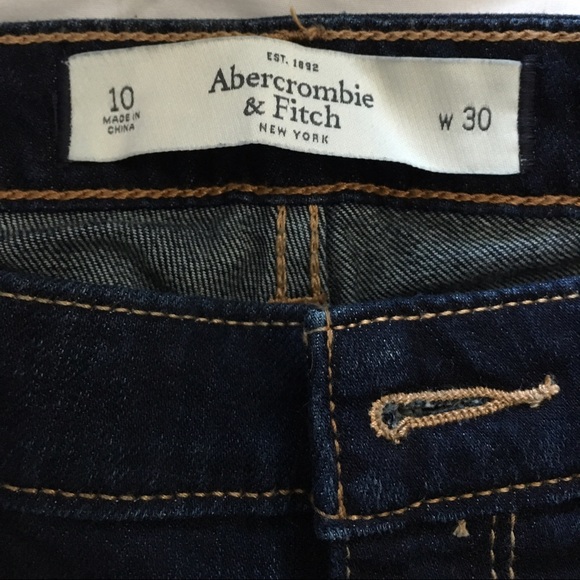 10
MADE IN
CHINA
EST. 1892
Abercrombie
& Fitch
NEW YORK
W 30